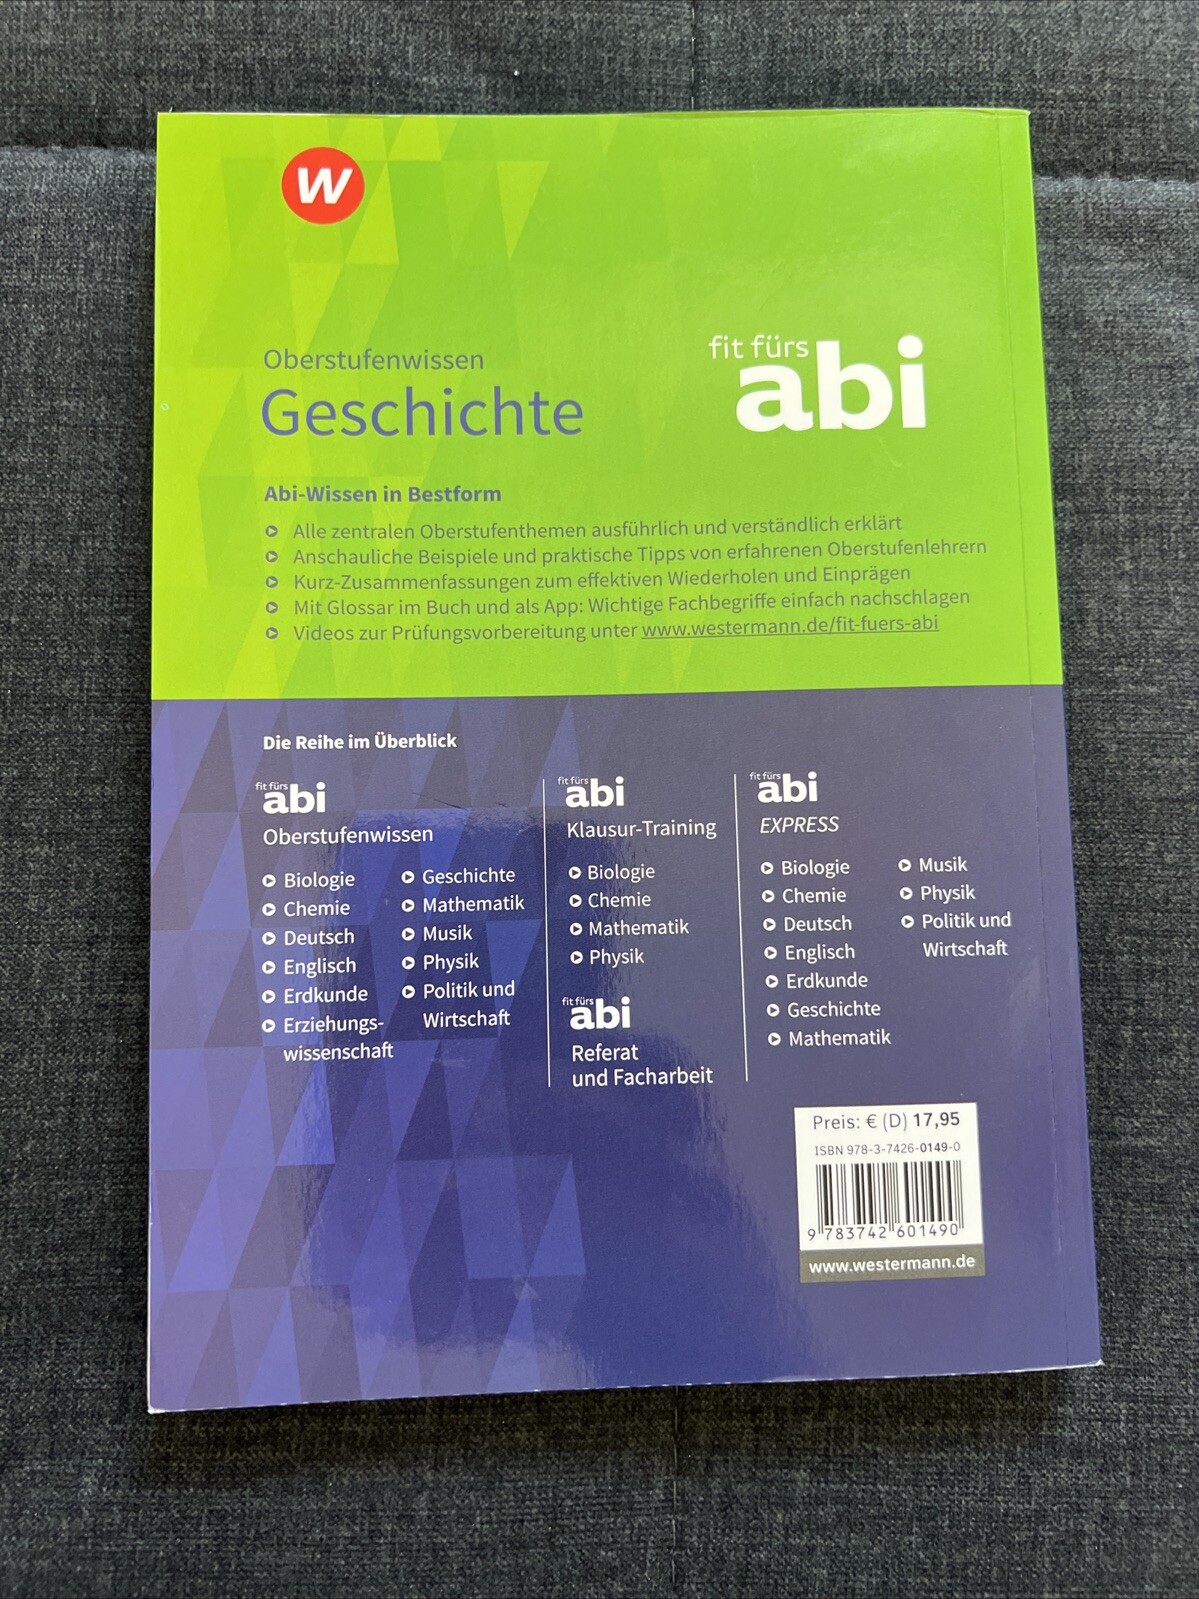 W
Oberstufenwissen
Geschichte
fit fürs
abi
Abi-Wissen in Bestform
Alle zentralen Oberstufenthemen ausführlich und verständlich erklärt
Anschauliche Beispiele und praktische Tipps von erfahrenen Oberstufenlehrern
Kurz-Zusammenfassungen zum effektiven Wiederholen und Einprägen
Mit Glossar im Buch und als App: Wichtige Fachbegriffe einfach nachschlagen
Videos zur Prüfungsvorbereitung unter www.westermann.de/fit-fuers-abi
Die Reihe im Überblick
fit fürs
abi
Oberstufenwissen
Biologie
Chemie
Deutsch
Englisch
Erdkunde
Erziehungs-
wissenschaft
Geschichte
Mathematik
Musik
Physik
Politik und
Wirtschaft
fit fürs
abi
Klausur-Training
Biologie
Chemie
Mathematik
Physik
fit fürs
abi
Referat
und Facharbeit
fit fürs
abi
EXPRESS
Biologie
Chemie
Deutsch
Englisch
Erdkunde
Geschichte
Mathematik
Musik
Physik
Politik und
Wirtschaft
Preis: € (D) 17,95
ISBN 978-3-7426-0149-0
9 783742 601490
www.westermann.de